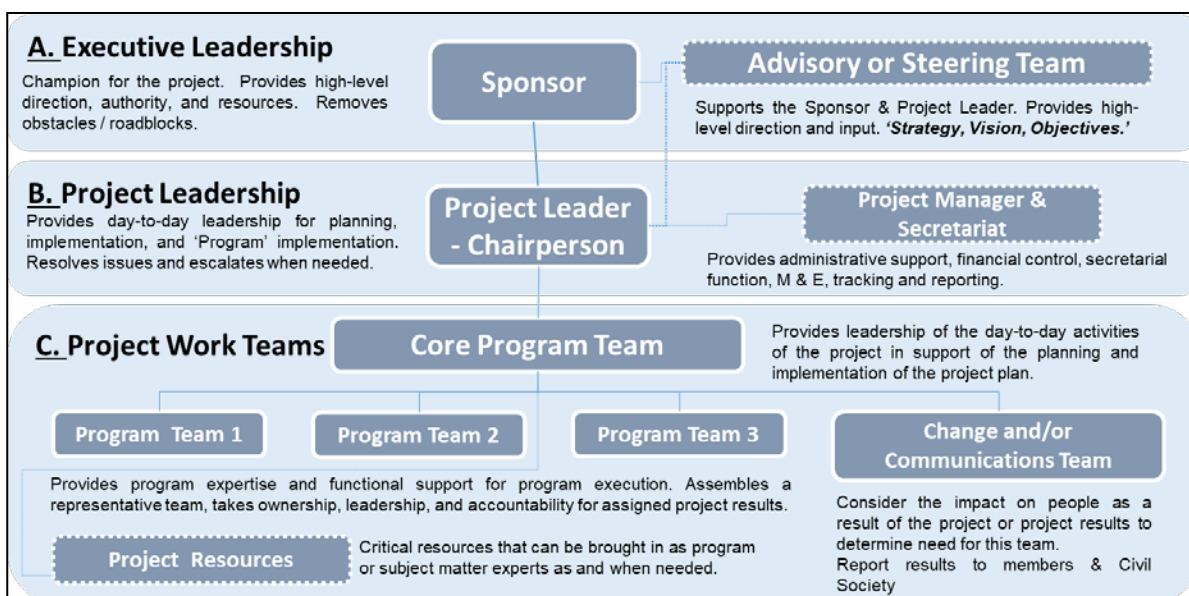 A. Executive Leadership
Champion for the project. Provides high-level
direction, authority, and resources. Removes
obstacles / roadblocks.
Sponsor
Advisory or Steering Team
Supports the Sponsor & Project Leader. Provides high-
level direction and input. ‘Strategy, Vision, Objectives.’
B. Project Leadership
Provides day-to-day leadership for planning,
implementation, and ‘Program’ implementation.
Resolves issues and escalates when needed.
Project Leader
- Chairperson
Project Manager &
Secretariat
Provides administrative support, financial control, secretarial
function, M & E, tracking and reporting.
C. Project Work Teams
Core Program Team
Provides leadership of the day-to-day activities
of the project in support of the planning and
implementation of the project plan.
Program Team 1
Program Team 2
Program Team 3
Change and/or
Communications Team
Provides program expertise and functional support for program execution. Assembles a
representative team, takes ownership, leadership, and accountability for assigned project results.
Consider the impact on people as a
result of the project or project results to
determine need for this team.
Report results to members & Civil
Society
Project Resources
Critical resources that can be brought in as program
or subject matter experts as and when needed.